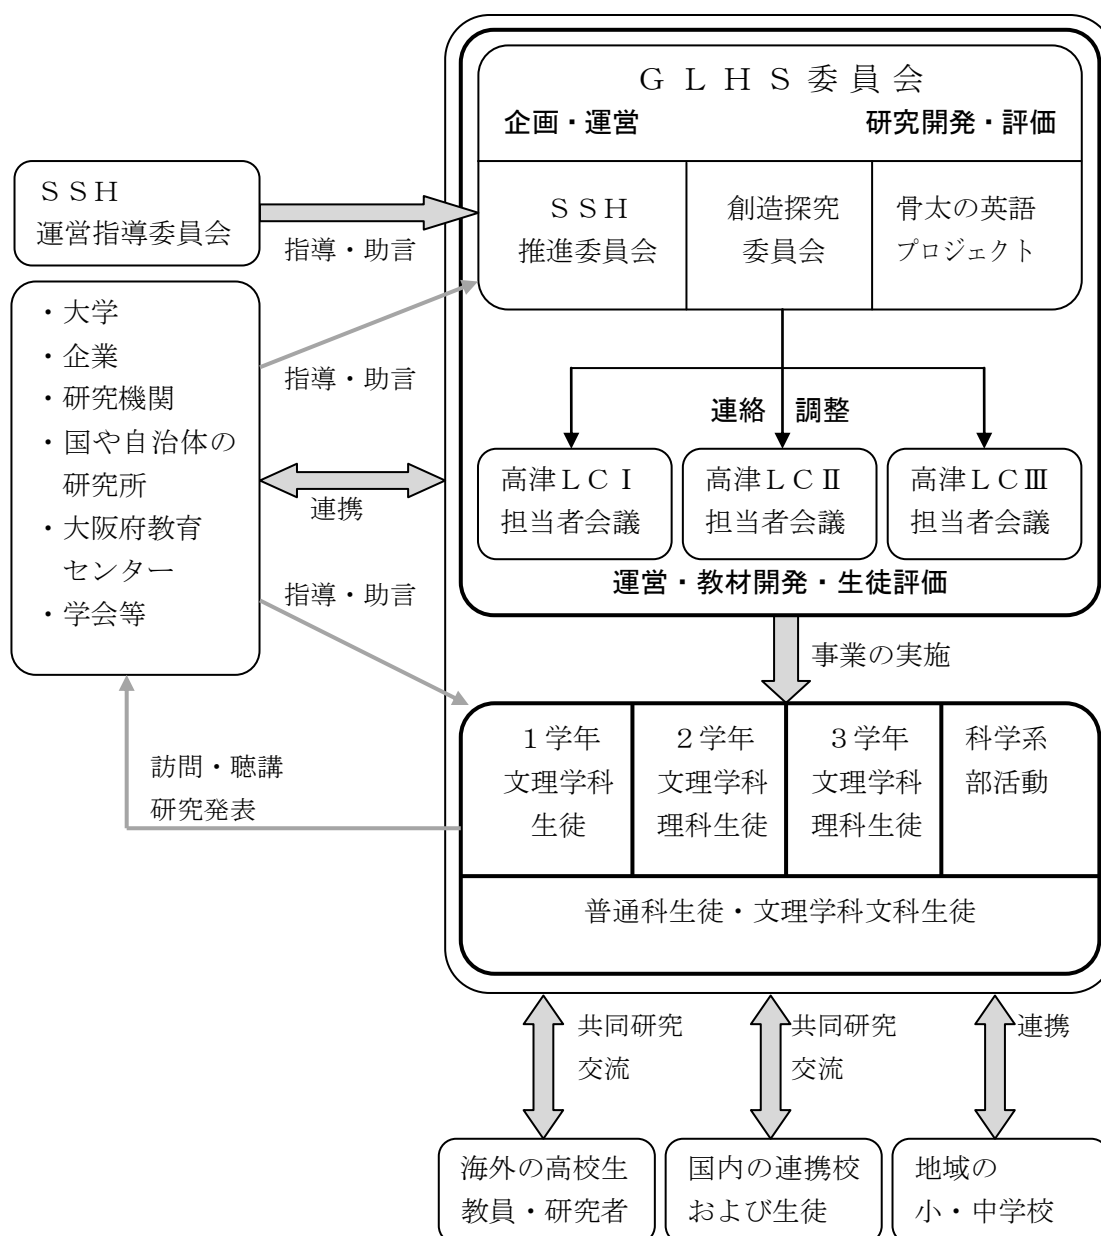 ＧＬＨＳ委員会
企画・運営
研究開発・評価
ＳＳＨ
運営指導委員会
指導・助言
ＳＳＨ
推進委員会
創造探究
委員会
骨太の英語
プロジェクト
・大学
・企業
・研究機関
・国や自治体の
研究所
・大阪府教育
センター
・学会等
指導・助言
連携
指導・助言
連絡 調整
高津ＬＣⅠ
担当者会議
高津ＬＣⅡ
担当者会議
高津ＬＣⅢ
担当者会議
運営・教材開発・生徒評価
事業の実施
訪問・聴講
研究発表
１学年
文理学科
生徒
２学年
文理学科
理科生徒
３学年
文理学科
理科生徒
科学系
部活動
普通科生徒・文理学科文科生徒
共同研究
交流
共同研究
交流
連携
海外の高校生
教員・研究者
国内の連携校
および生徒
地域の
小・中学校